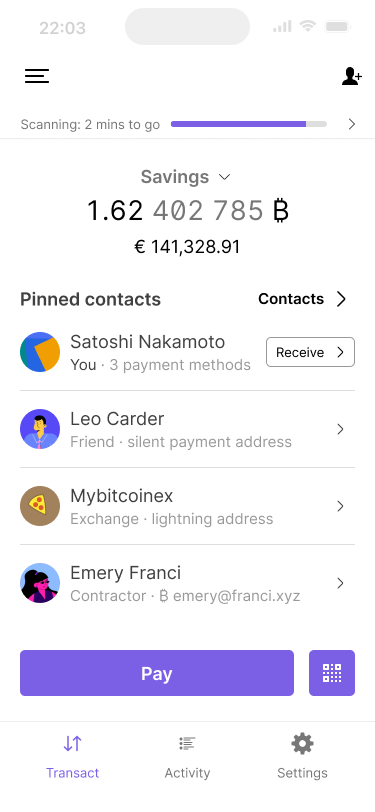 22:03
Scanning: 2 mins to go
Savings
1.62 402 785 ₿
€ 141,328.91
Pinned contacts Contacts
Satoshi Nakamoto
You · 3 payment methods
Receive
Leo Carder
Friend · silent payment address
Mybitcoinex
Exchange · lightning address
Emery Franci
Contractor · ₿ emery@franci.xyz
Pay
Transact Activity Settings